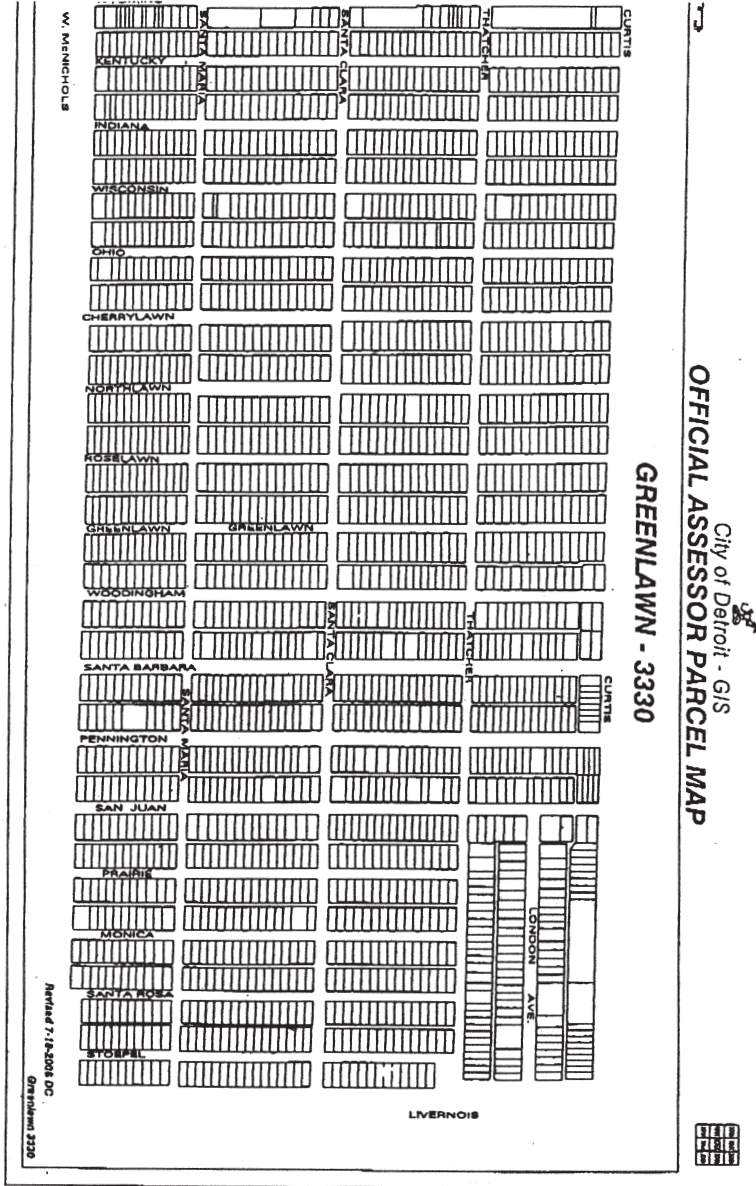 City of Detroit - GIS
OFFICIAL ASSESSOR PARCEL MAP
GREENLAWN - 3330
W. McNICHOLS
SANTA MARIA
SANTA CLARA
THATCHER
CURTIS
KENTUCKY
INDIANA
WISCONSIN
OHIO
CHERRYLAWN
NORTHLAWN
ROSELAWN
GREENLAWN
GREENLAWN
WOODINGHAM
SANTA CLARA
THATCHER
SANTA BARBARA
CURTIS
SANTA MARIA
PENNINGTON
SAN JUAN
PRAIRIE
LONDON AVE.
MONICA
SANTA ROSA
STOEPEL
LIVERNOIS
Revised 7-18-2006 DC
Greenlawn 3330